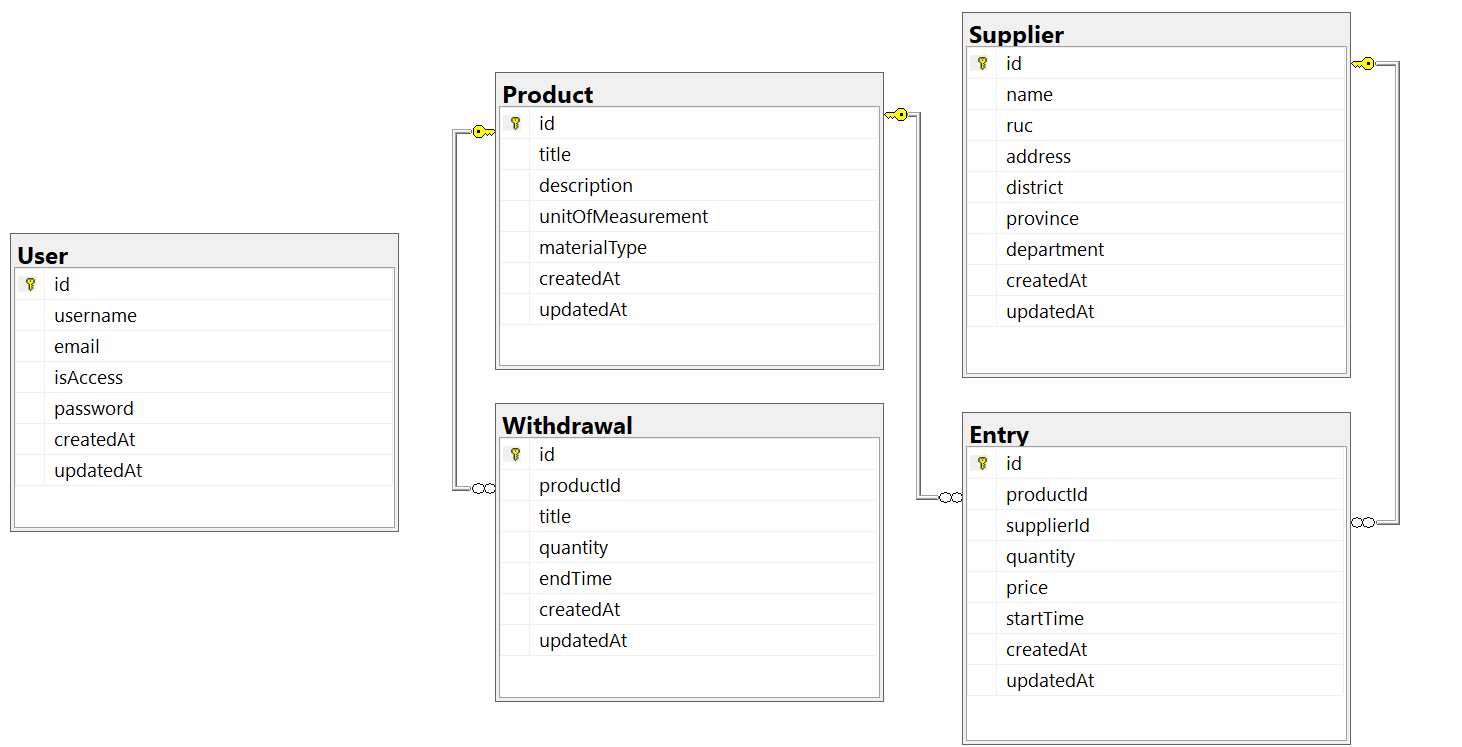 User
id
username
email
isAccess
password
createdAt
updatedAt
Product
id
title
description
unitOfMeasurement
materialType
createdAt
updatedAt
Withdrawal
id
productId
title
quantity
endTime
createdAt
updatedAt
Supplier
id
name
ruc
address
district
province
department
createdAt
updatedAt
Entry
id
productId
supplierId
quantity
price
startTime
createdAt
updatedAt